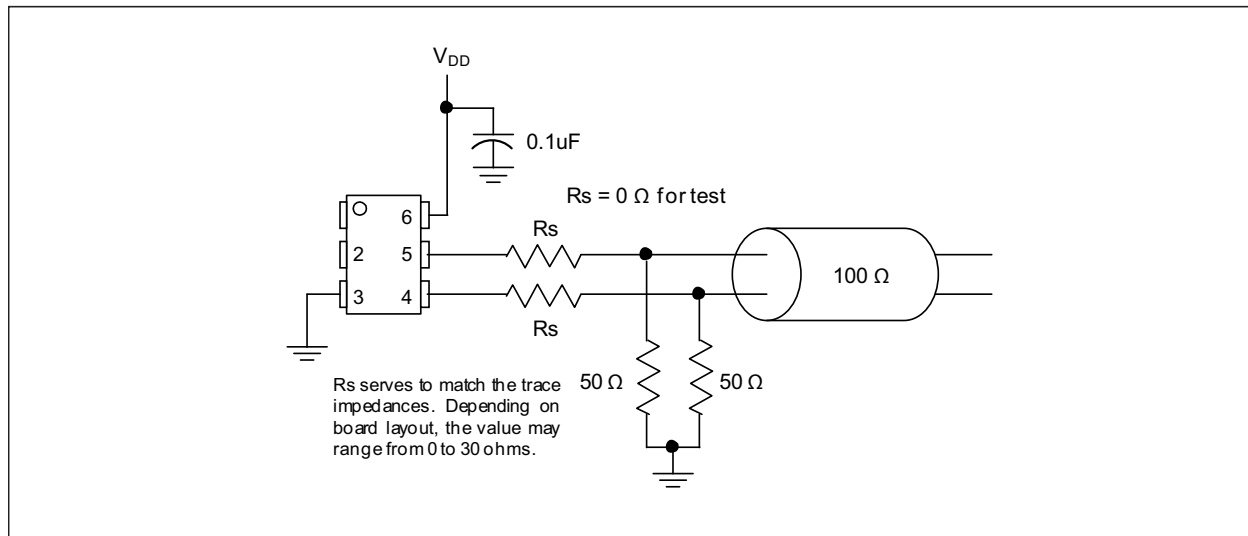 V_DD
0.1uF
Rs = 0 Ω for test
6
Rs
2
5
100 Ω
3
4
Rs
50 Ω
50 Ω
Rs serves to match the trace
impedances. Depending on
board layout, the value may
range from 0 to 30 ohms.